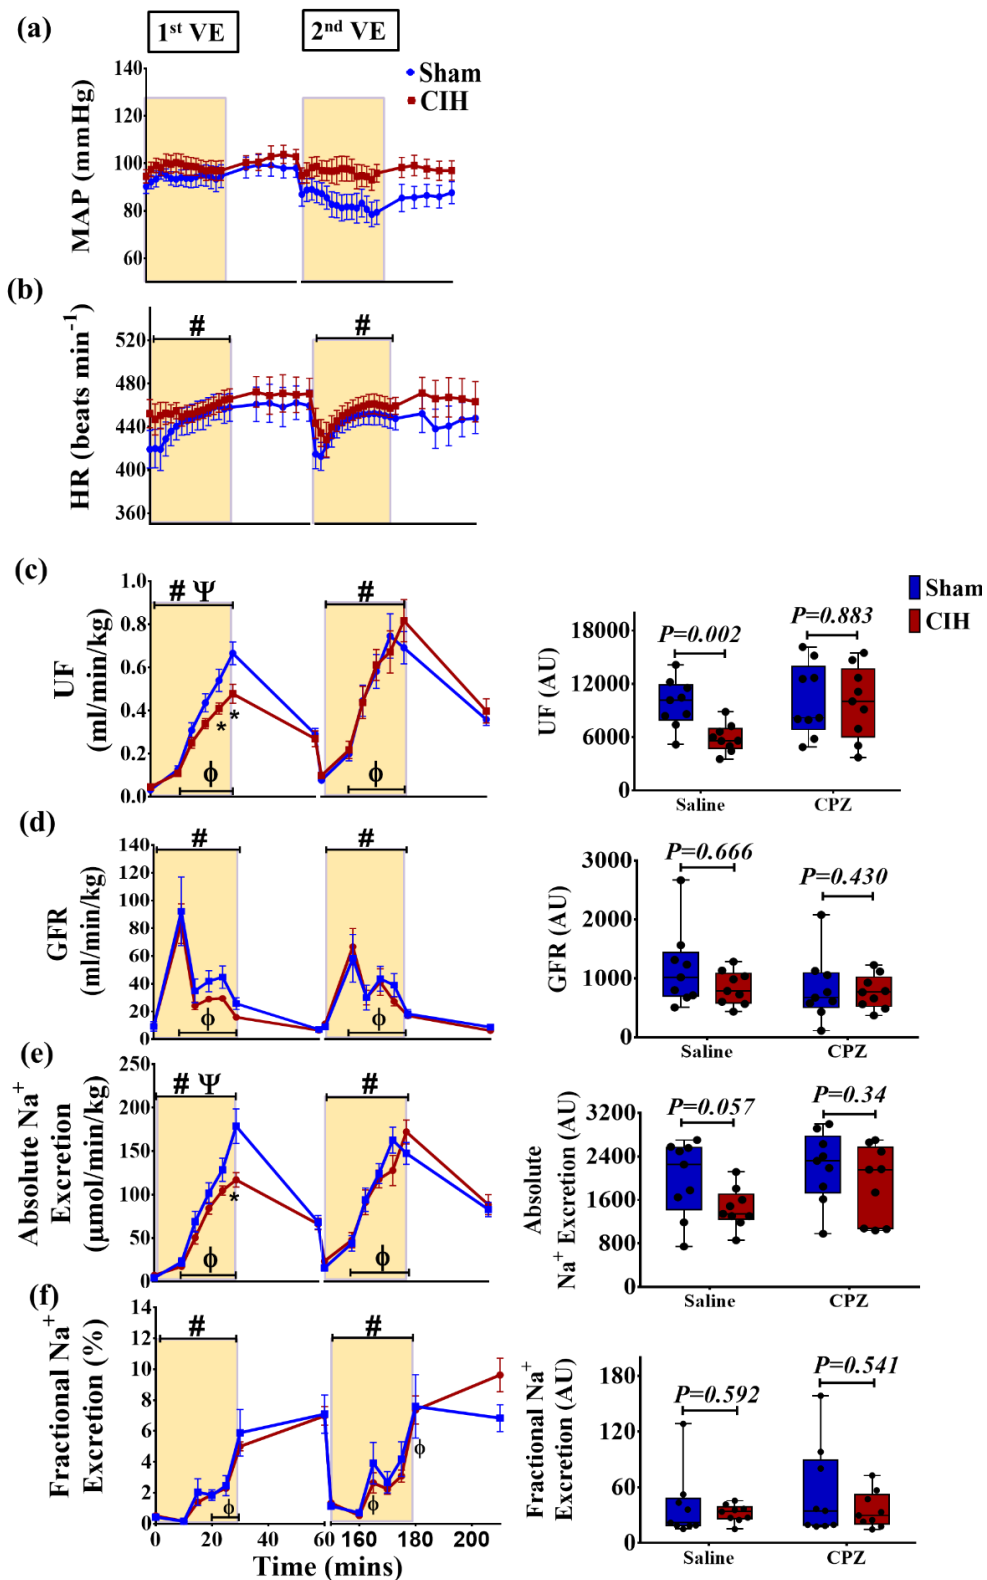 (a)
1st VE
2nd VE
Sham
CIH
MAP (mmHg)
140
120
100
80
60
(b)
HR (beats min-1)
#
#
520
480
440
400
360
(c)
UF
(ml/min/kg)
# Ψ
#
1.0
0.8
0.6
0.4
0.2
0.0
*
*
ϕ
ϕ
Sham
CIH
UF (AU)
18000
12000
6000
0
P=0.002
P=0.883
Saline
CPZ
(d)
GFR
(ml/min/kg)
#
#
140
120
100
80
60
40
20
0
ϕ
ϕ
GFR (AU)
3000
2000
1000
0
P=0.666
P=0.430
Saline
CPZ
(e)
Absolute Na+
Excretion
(µmol/min/kg)
# Ψ
#
250
200
150
100
50
0
*
ϕ
ϕ
Absolute
Na+ Excretion (AU)
3200
2400
1600
800
0
P=0.057
P=0.34
Saline
CPZ
(f)
Fractional Na+
Excretion (%)
#
#
14
12
10
8
6
4
2
0
ϕ
ϕ
ϕ
0
20
40
60
160
180
200
Time (mins)
Fractional Na+
Excretion (AU)
180
120
60
0
P=0.592
P=0.541
Saline
CPZ